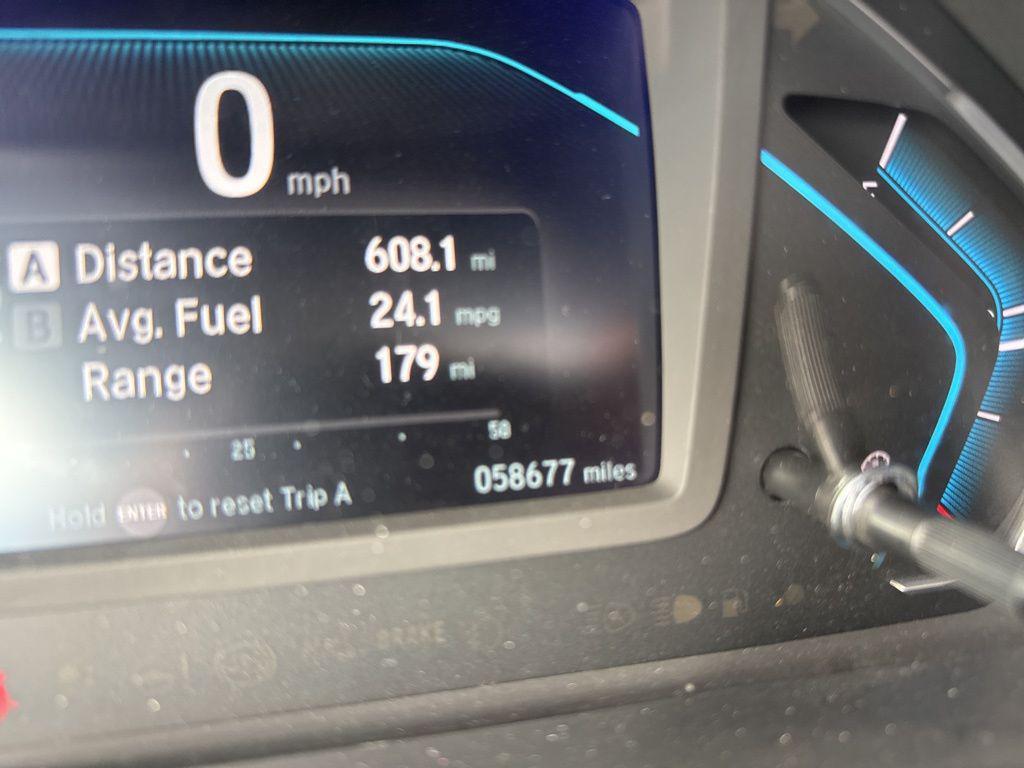 0 mph
A Distance 608.1 mi
B Avg. Fuel 24.1 mpg
Range 179 mi
25 50
Hold ENTER to reset Trip A
058677 miles
BRAKE